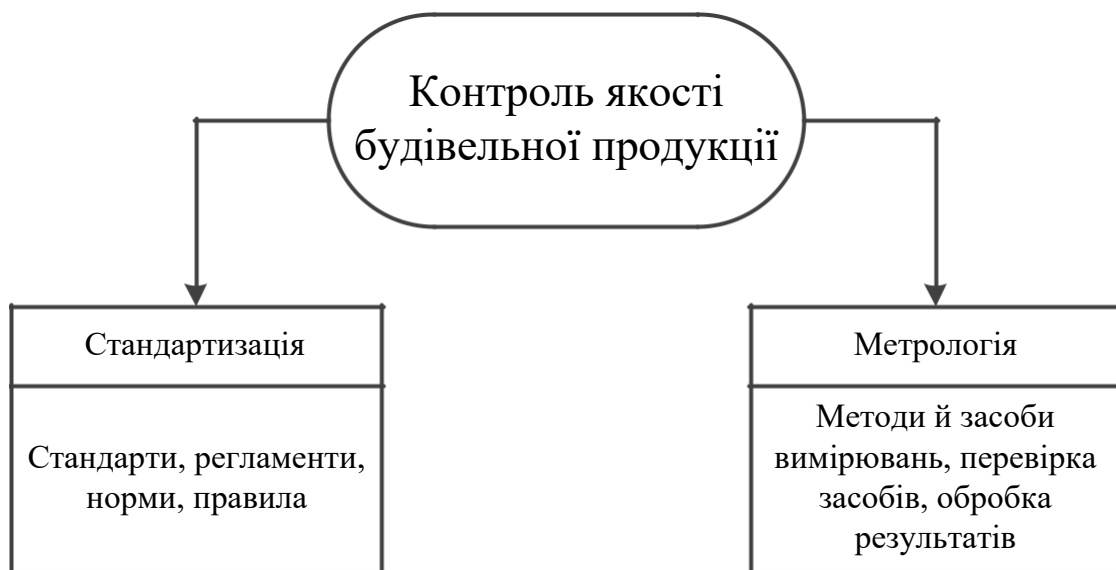 Контроль якості
будівельної продукції
Стандартизація
Стандарти, регламенти,
норми, правила
Метрологія
Методи й засоби
вимірювань, перевірка
засобів, обробка
результатів